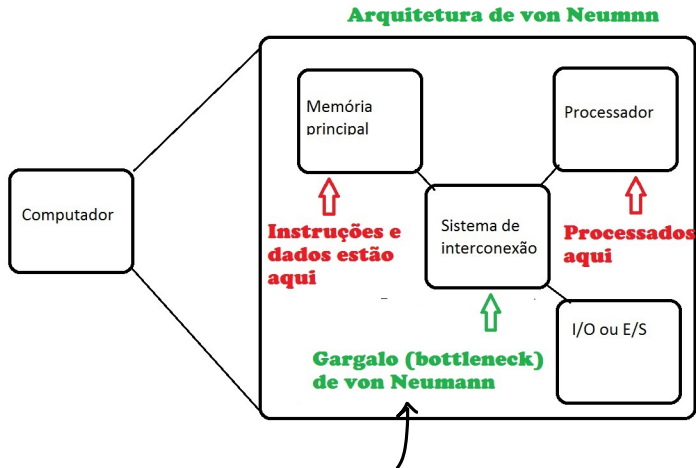 Arquitetura de von Neumnn
Memória
principal
Processador
Computador
Sistema de
interconexão
Instruções e
dados estão
aqui
Processados
aqui
I/O ou E/S
Gargalo (bottleneck)
de von Neumann